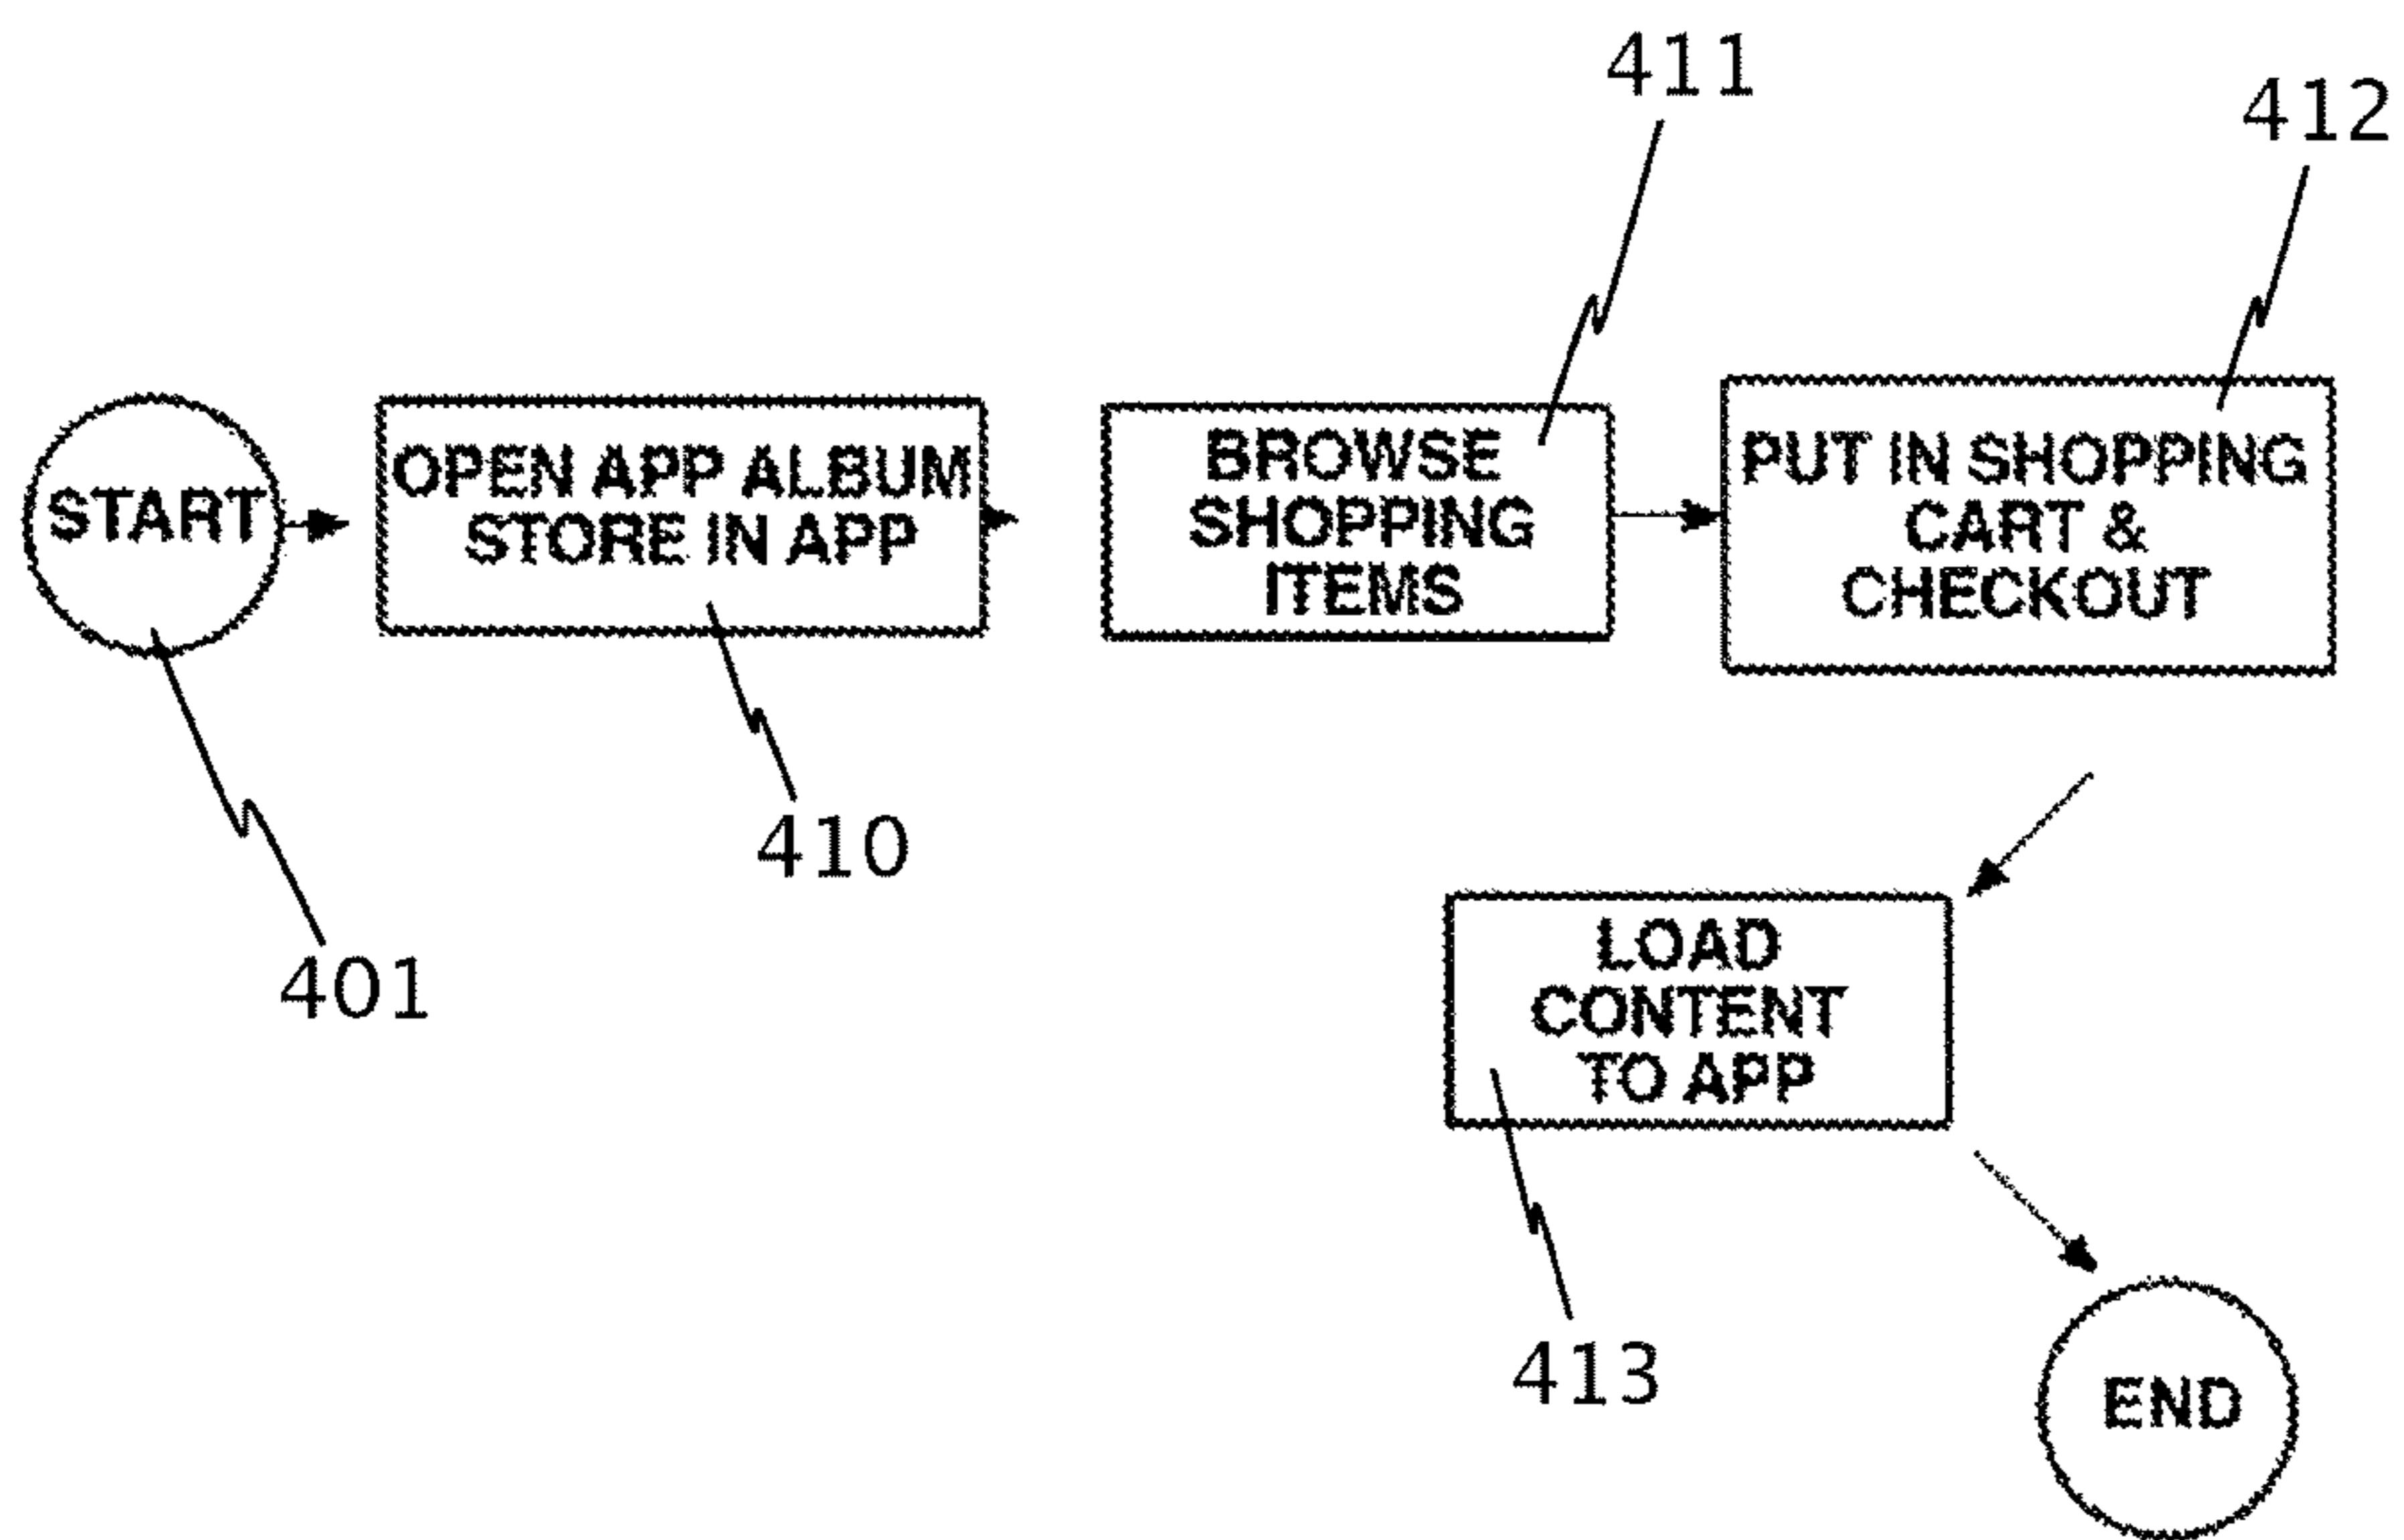 411
412
START
OPEN APP ALBUM
STORE IN APP
BROWSE
SHOPPING
ITEMS
PUT IN SHOPPING
CART &
CHECKOUT
410
401
LOAD
CONTENT
TO APP
413
END